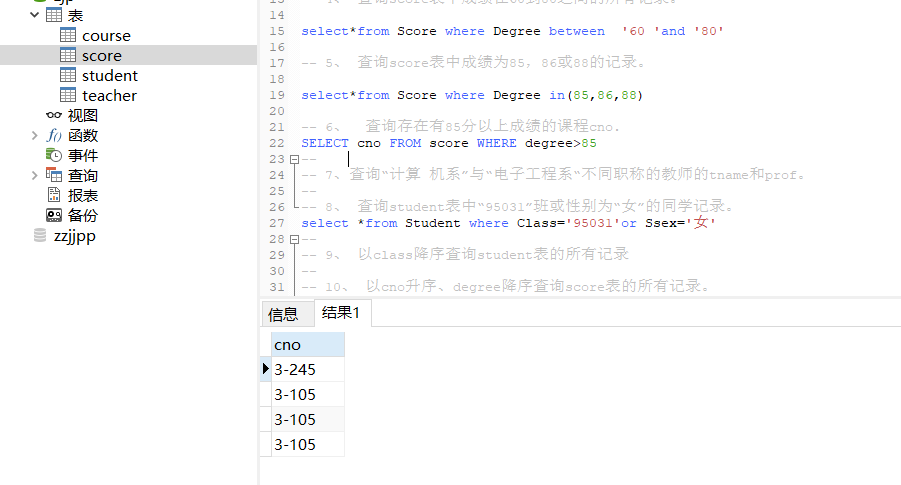 表
course
score
student
teacher
视图
函数
事件
查询
报表
备份
zzjjpp
14
15 select*from Score where Degree between  '60 'and '80'
16
17 -- 5、 查询score表中成绩为85，86或88的记录。
18
19 select*from Score where Degree in(85,86,88)
20
21 -- 6、  查询存在有85分以上成绩的课程cno.
22 SELECT cno FROM score WHERE degree>85
23 --
24 -- 7、查询“计算 机系”与“电子工程系“不同职称的教师的tname和prof。
25 --
26 -- 8、 查询student表中“95031”班或性别为“女”的同学记录。
27 select *from Student where Class='95031'or Ssex='女'
28 --
29 -- 9、 以class降序查询student表的所有记录
30 --
31 -- 10、 以cno升序、degree降序查询score表的所有记录。
信息 结果1
cno
3-245
3-105
3-105
3-105